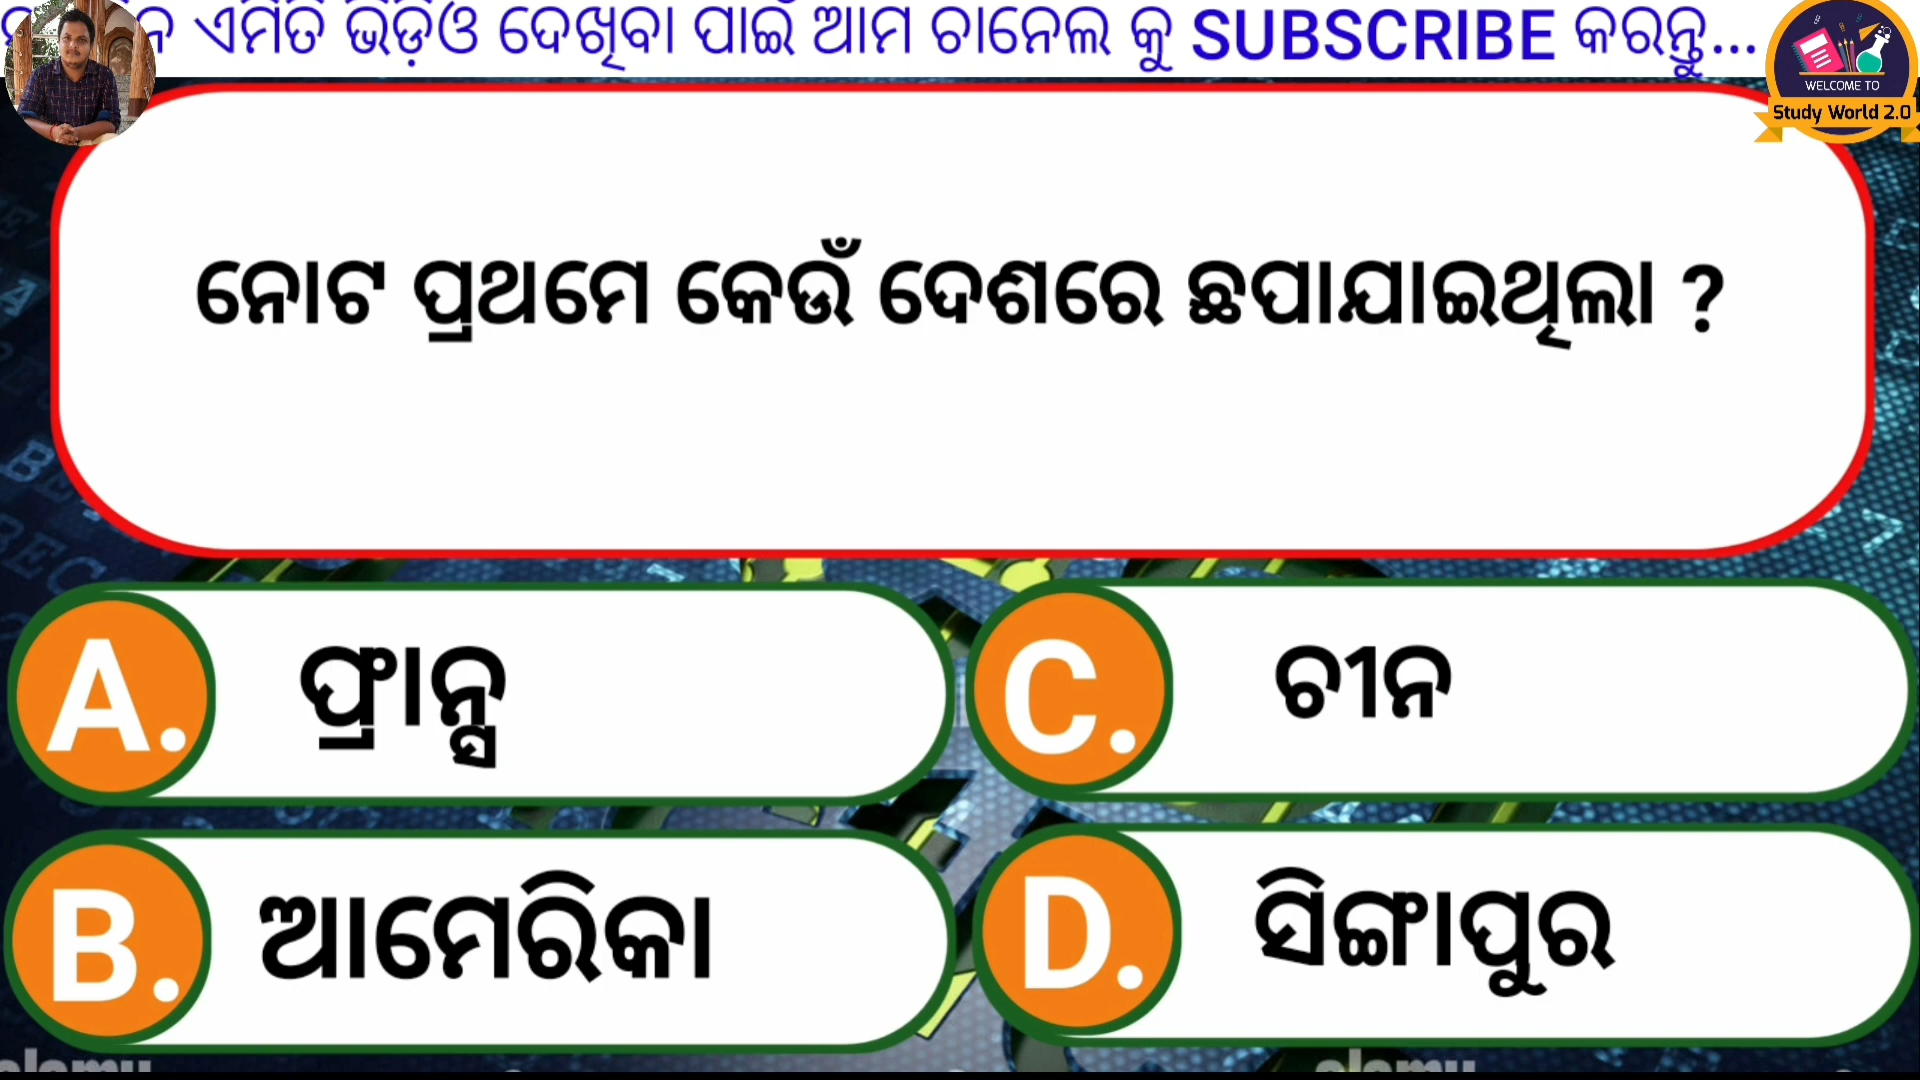 ଏମିତି ଭିଡ଼ିଓ ଦେଖିବା ପାଇଁ ଆମ ଚାନେଲ କୁ SUBSCRIBE କରନ୍ତୁ...
WELCOME TO
Study World 2.0
ନୋଟ ପ୍ରଥମେ କେଉଁ ଦେଶରେ ଛପାଯାଇଥିଲା ?
A. ଫ୍ରାନ୍ସ
C. ଚୀନ
B. ଆମେରିକା
D. ସିଙ୍ଗାପୁର